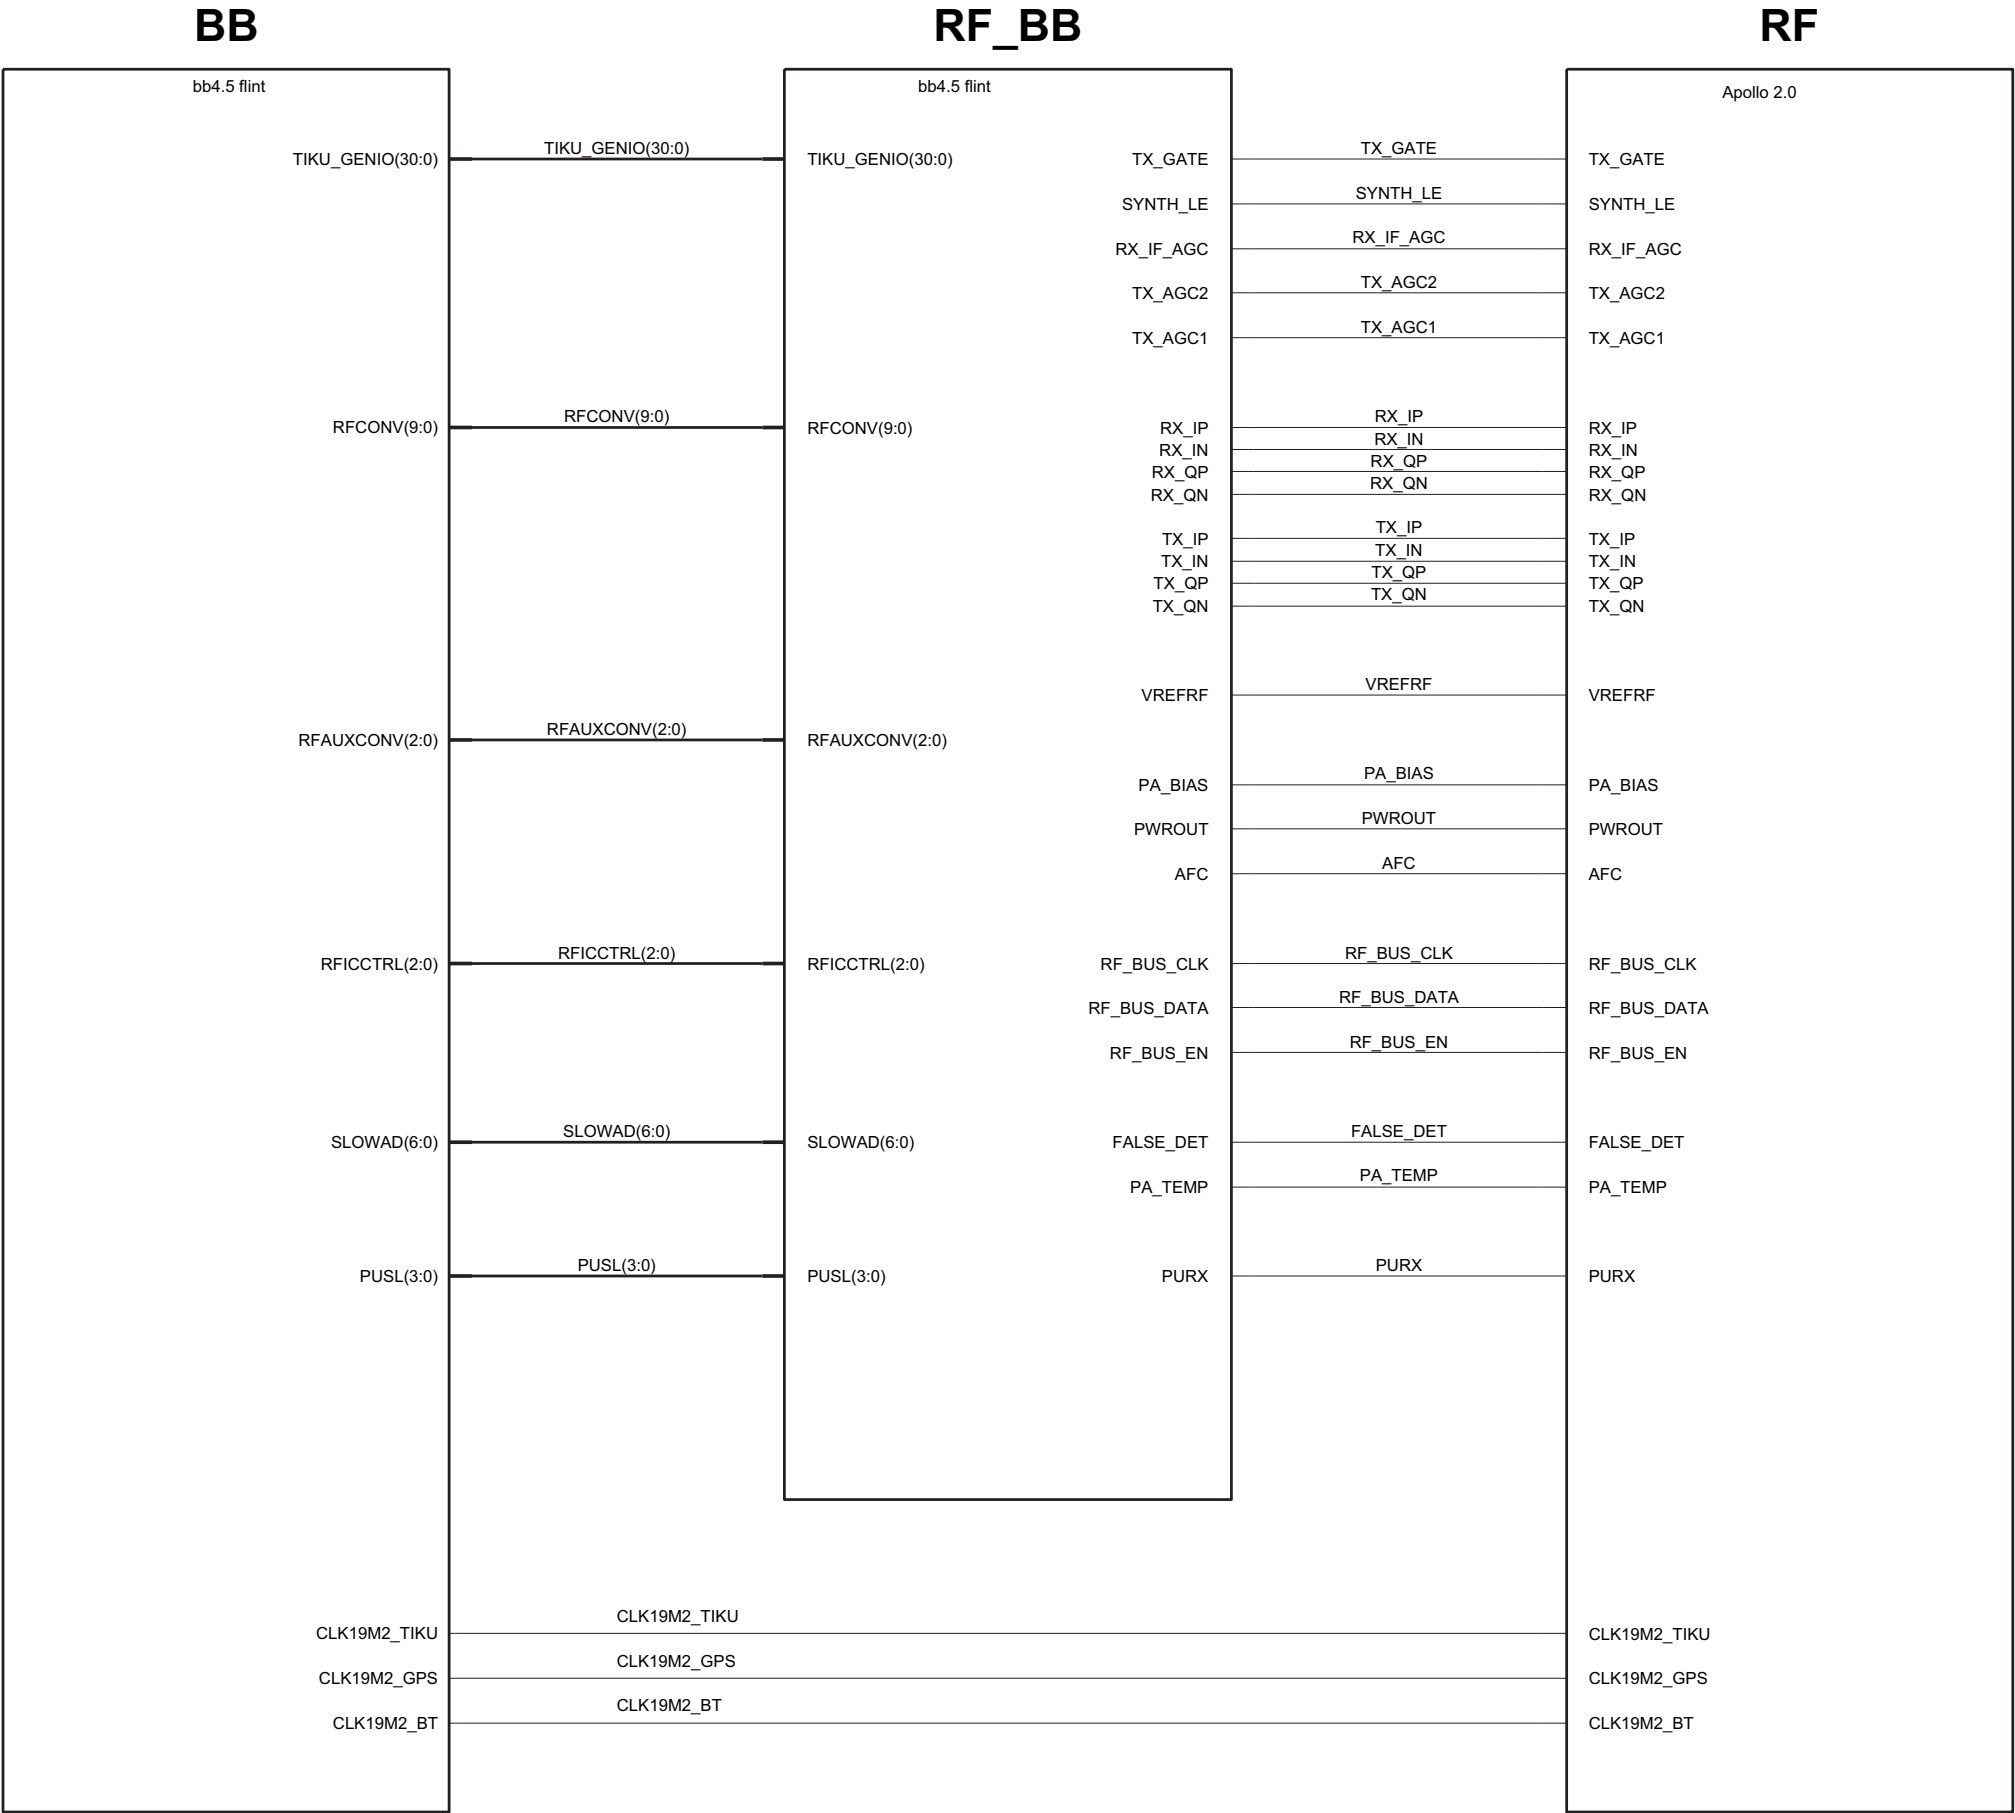 BB RF_BB RF
bb4.5 flint bb4.5 flint Apollo 2.0
TIKU_GENIO(30:0) TIKU_GENIO(30:0) TIKU_GENIO(30:0) TX_GATE TX_GATE TX_GATE
SYNTH_LE SYNTH_LE SYNTH_LE
RX_IF_AGC RX_IF_AGC RX_IF_AGC
TX_AGC2 TX_AGC2 TX_AGC2
TX_AGC1 TX_AGC1 TX_AGC1
RFCONV(9:0) RFCONV(9:0) RFCONV(9:0) RX_IP RX_IP RX_IP
RX_IN RX_IN RX_IN
RX_QP RX_QP RX_QP
RX_QN RX_QN RX_QN
TX_IP TX_IP TX_IP
TX_IN TX_IN TX_IN
TX_QP TX_QP TX_QP
TX_QN TX_QN TX_QN
VREFRF VREFRF VREFRF
RFAUXCONV(2:0) RFAUXCONV(2:0) RFAUXCONV(2:0)
PA_BIAS PA_BIAS PA_BIAS
PWROUT PWROUT PWROUT
AFC AFC AFC
RFICCTRL(2:0) RFICCTRL(2:0) RFICCTRL(2:0) RF_BUS_CLK RF_BUS_CLK RF_BUS_CLK
RF_BUS_DATA RF_BUS_DATA RF_BUS_DATA
RF_BUS_EN RF_BUS_EN RF_BUS_EN
SLOWAD(6:0) SLOWAD(6:0) SLOWAD(6:0) FALSE_DET FALSE_DET FALSE_DET
PA_TEMP PA_TEMP PA_TEMP
PUSL(3:0) PUSL(3:0) PUSL(3:0) PURX PURX PURX
CLK19M2_TIKU CLK19M2_TIKU CLK19M2_TIKU
CLK19M2_GPS CLK19M2_GPS CLK19M2_GPS
CLK19M2_BT CLK19M2_BT CLK19M2_BT